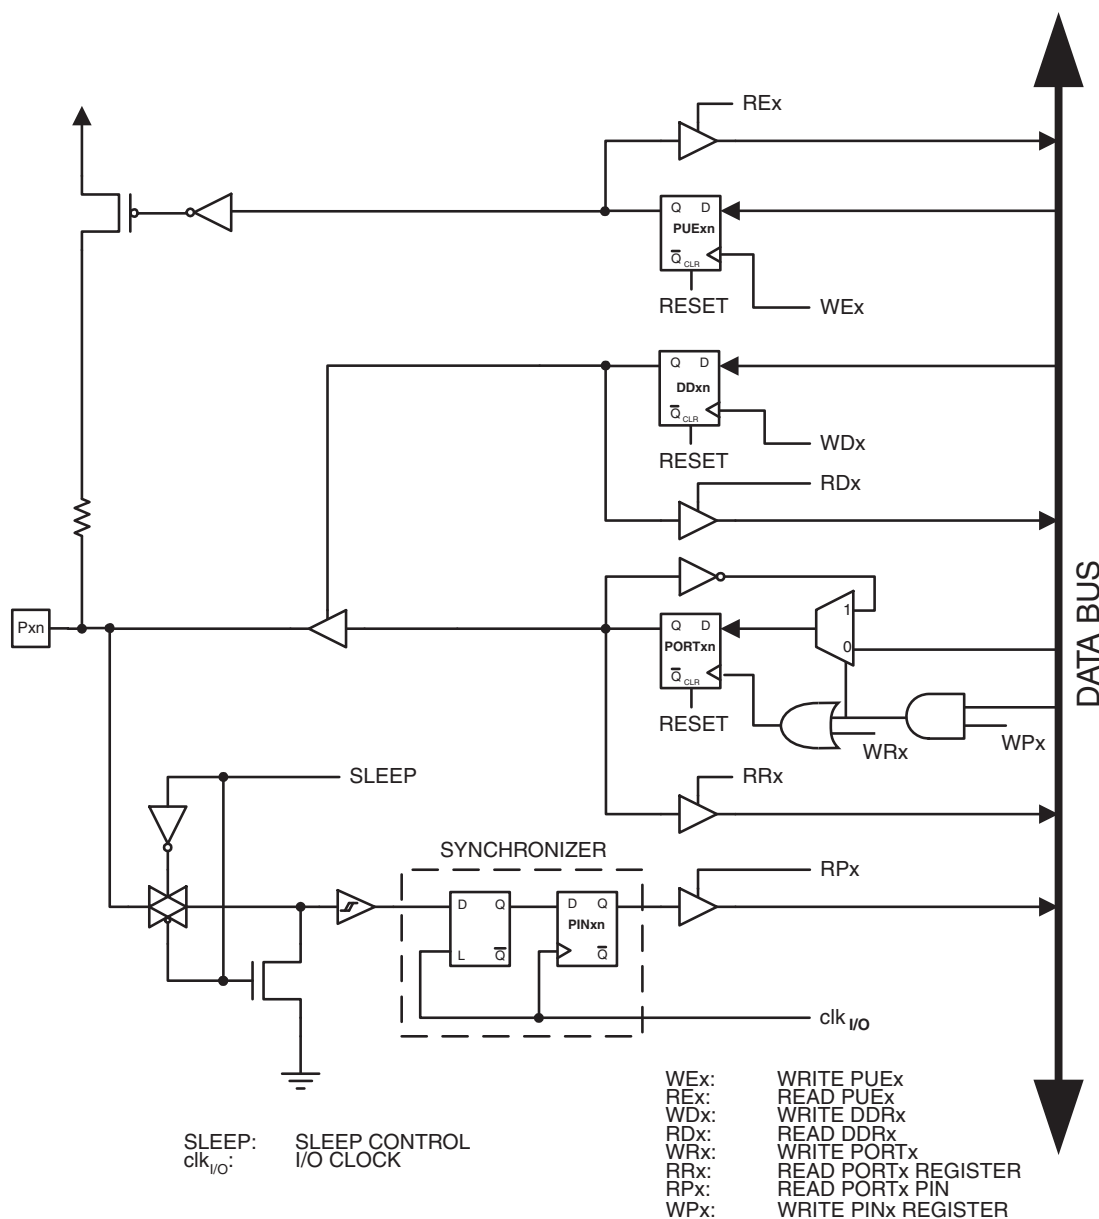 REx
Q D
PUExn
Q CLR
RESET
WEx
Q D
DDxn
Q CLR
RESET
WDx
RDx
DATA BUS
1
Pxn
Q D
PORTxn
0
Q CLR
RESET
WRx
WPx
SLEEP
RRx
SYNCHRONIZER
RPx
D Q
D Q
PINxn
L Q
Q
clk I/O
WEx: WRITE PUEx
REx: READ PUEx
WDx: WRITE DDRx
RDx: READ DDRx
WRx: WRITE PORTx
RRx: READ PORTx REGISTER
RPx: READ PORTx PIN
WPx: WRITE PINx REGISTER
SLEEP: SLEEP CONTROL
clk I/O: I/O CLOCK